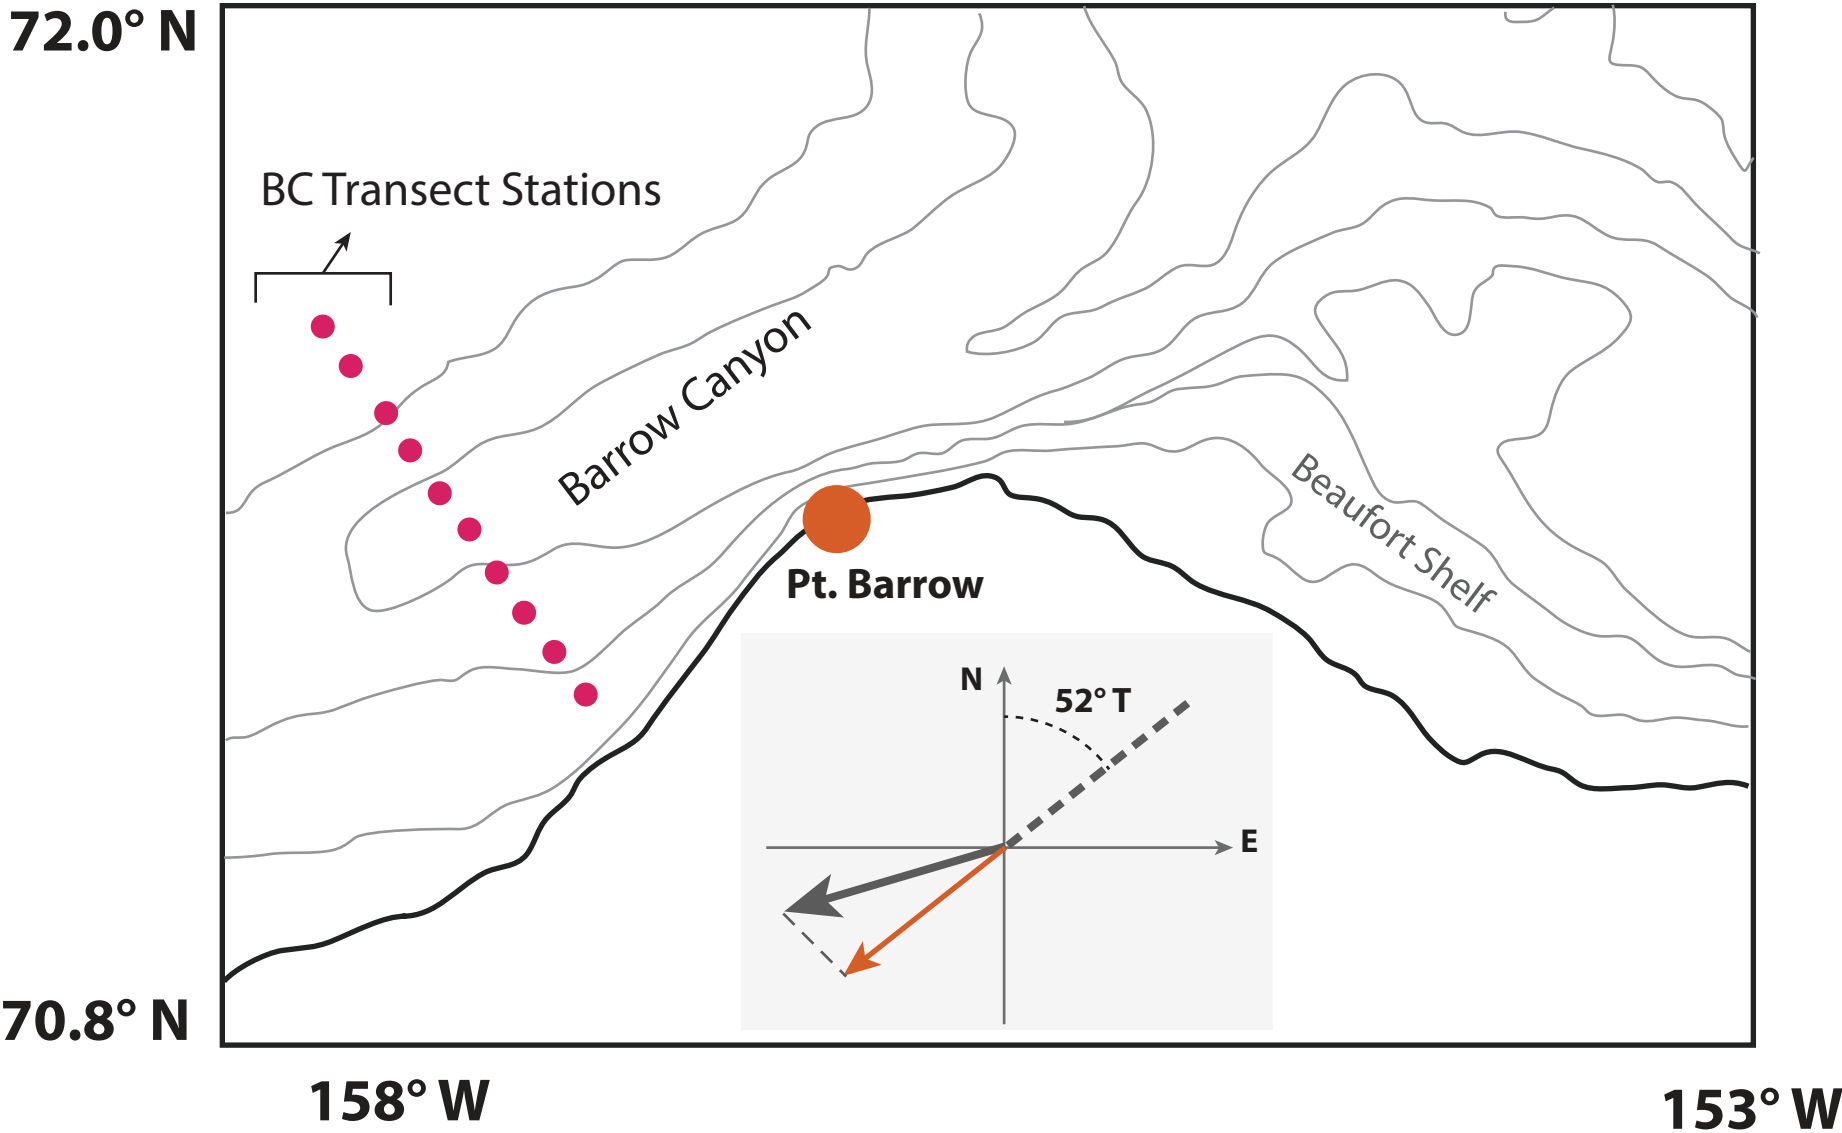 72.0° N
BC Transect Stations
Barrow Canyon
Beaufort Shelf
Pt. Barrow
N
52° T
E
70.8° N
158° W
153° W